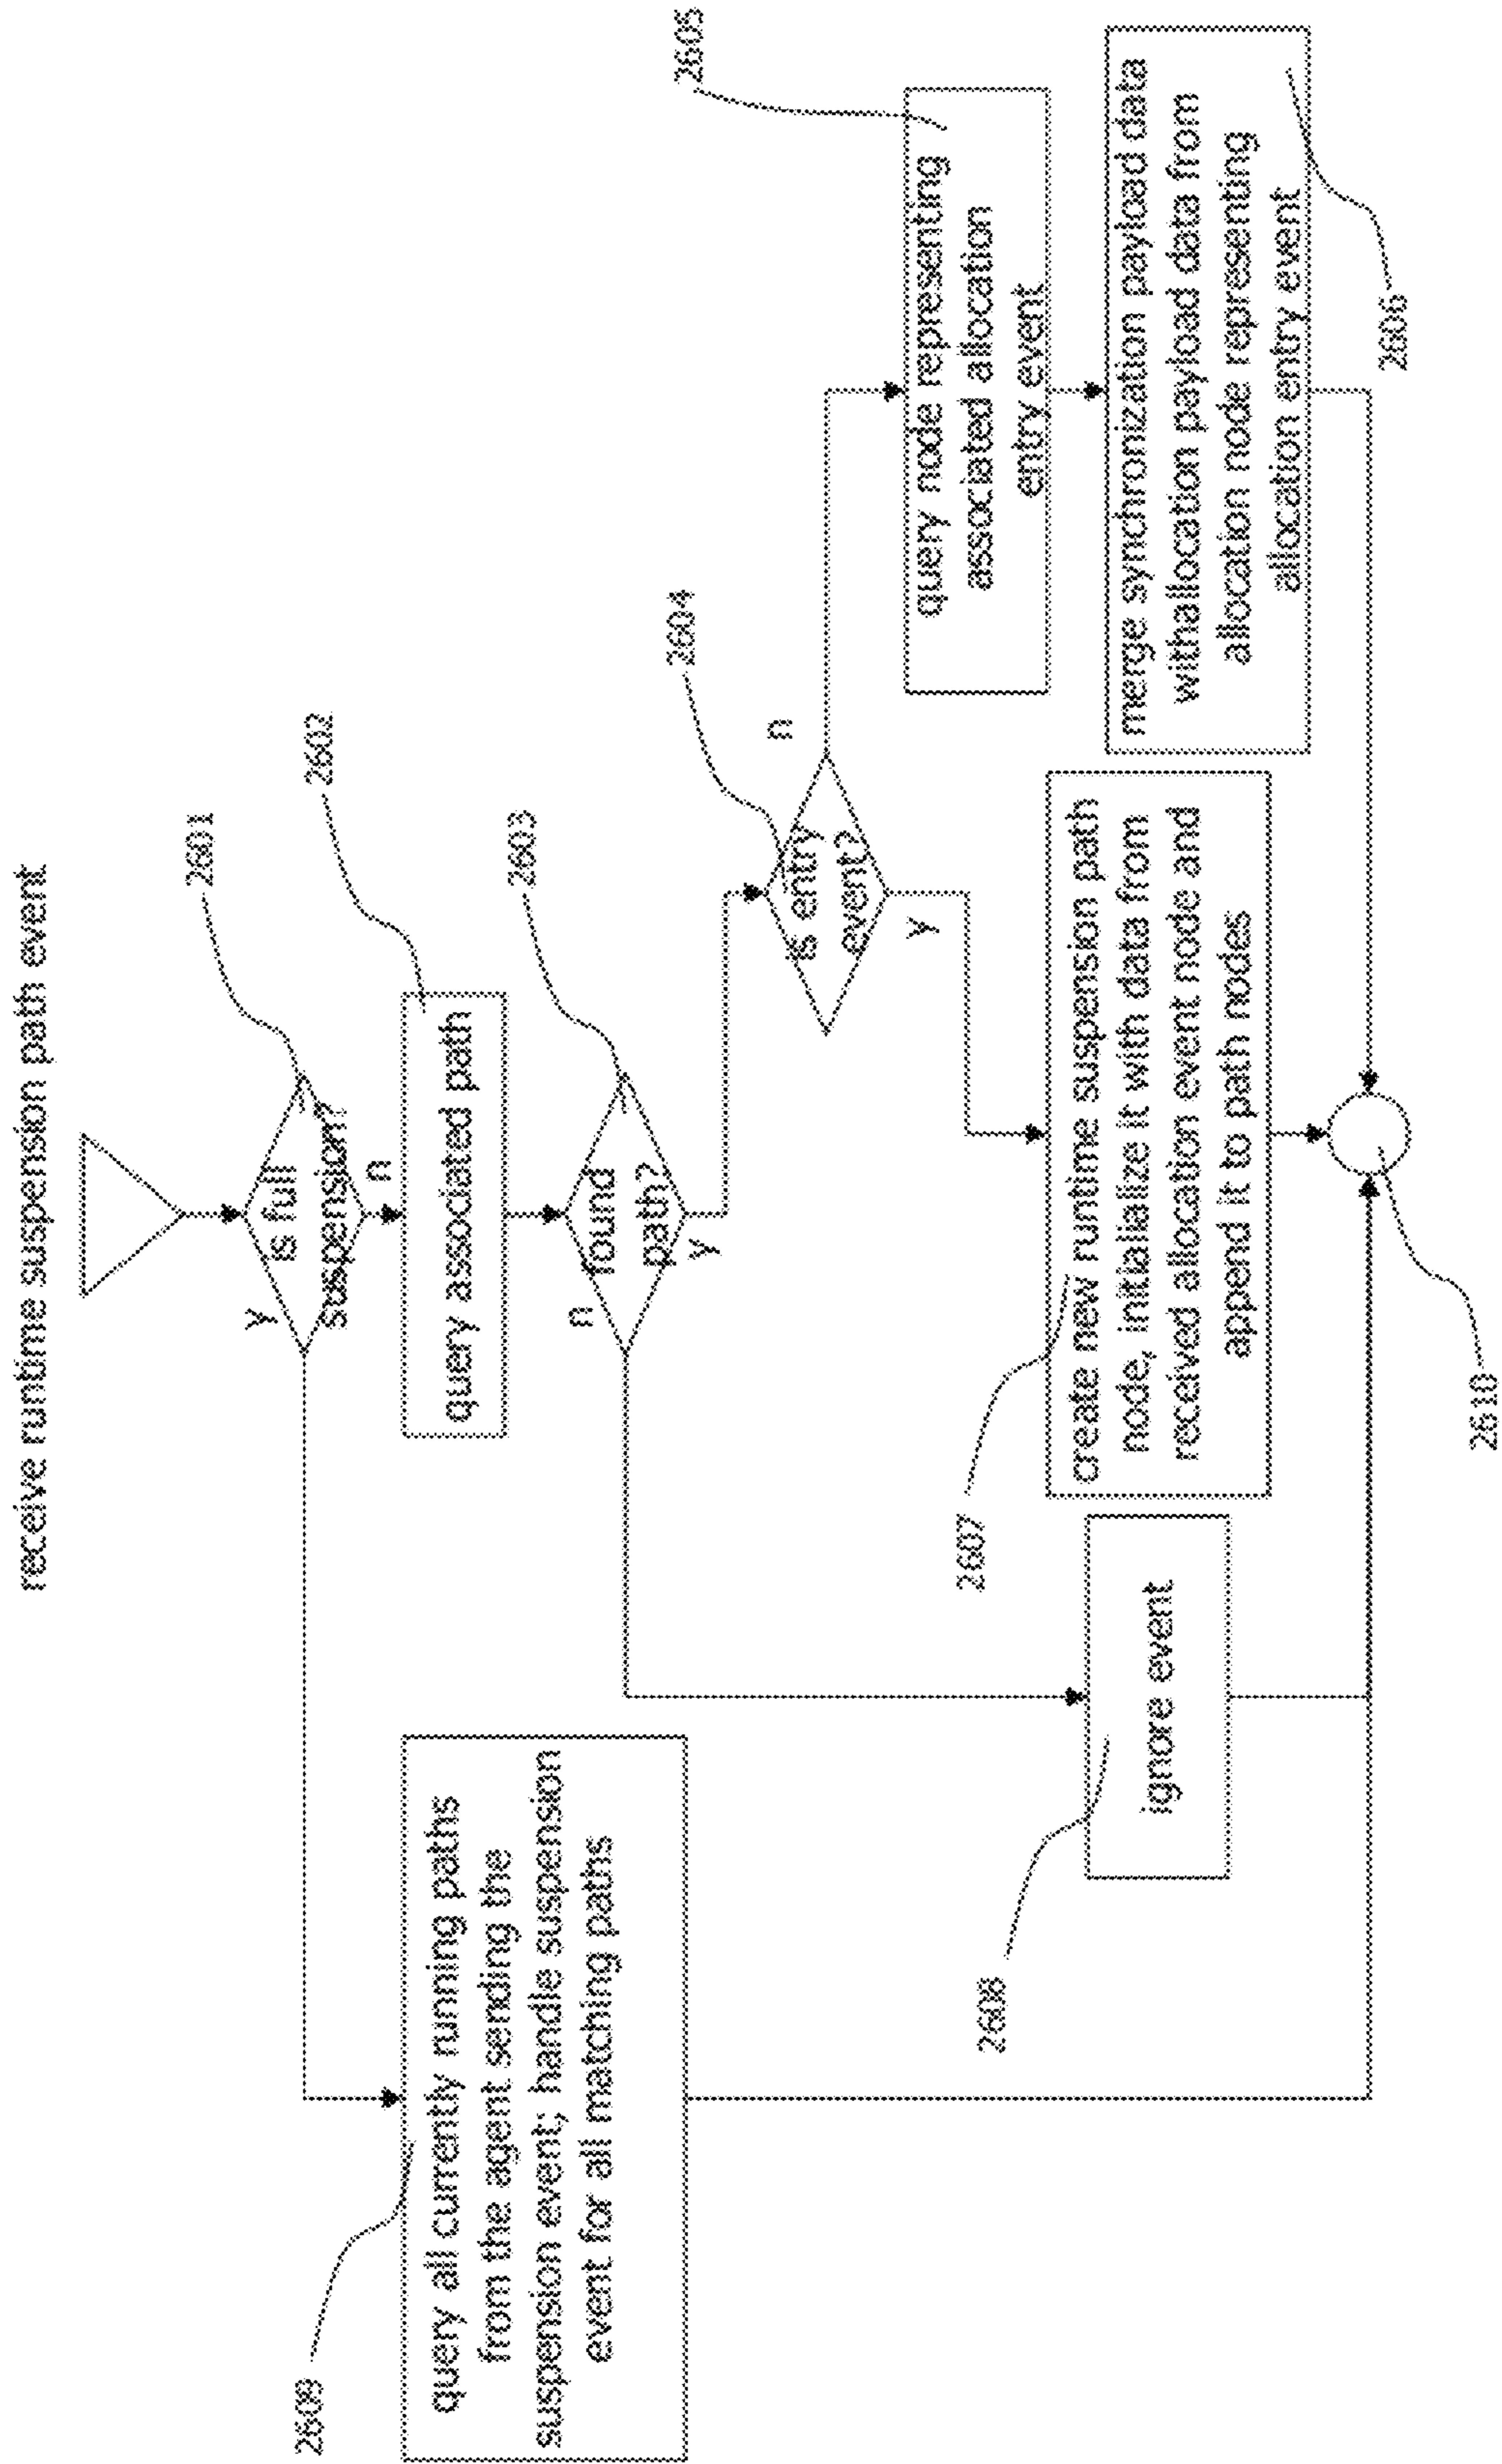 receive runtime suspension path event
2601
is full
suspension?
y
n
2602
query associated path
2603
found
path?
n
y
2604
is entry
event?
n
y
2605
query node representing
associated allocation
entry event
2606
merge synchronization payload data
withallocation payload data from
allocation node representing
allocation entry event
2607
create new runtime suspension path
node, initialialize it with data from
received allocation event node and
append it to path nodes
2608
ignore event
2609
query all currently running paths
from the agent sending the
suspension event; handle suspension
event for all matching paths
2610